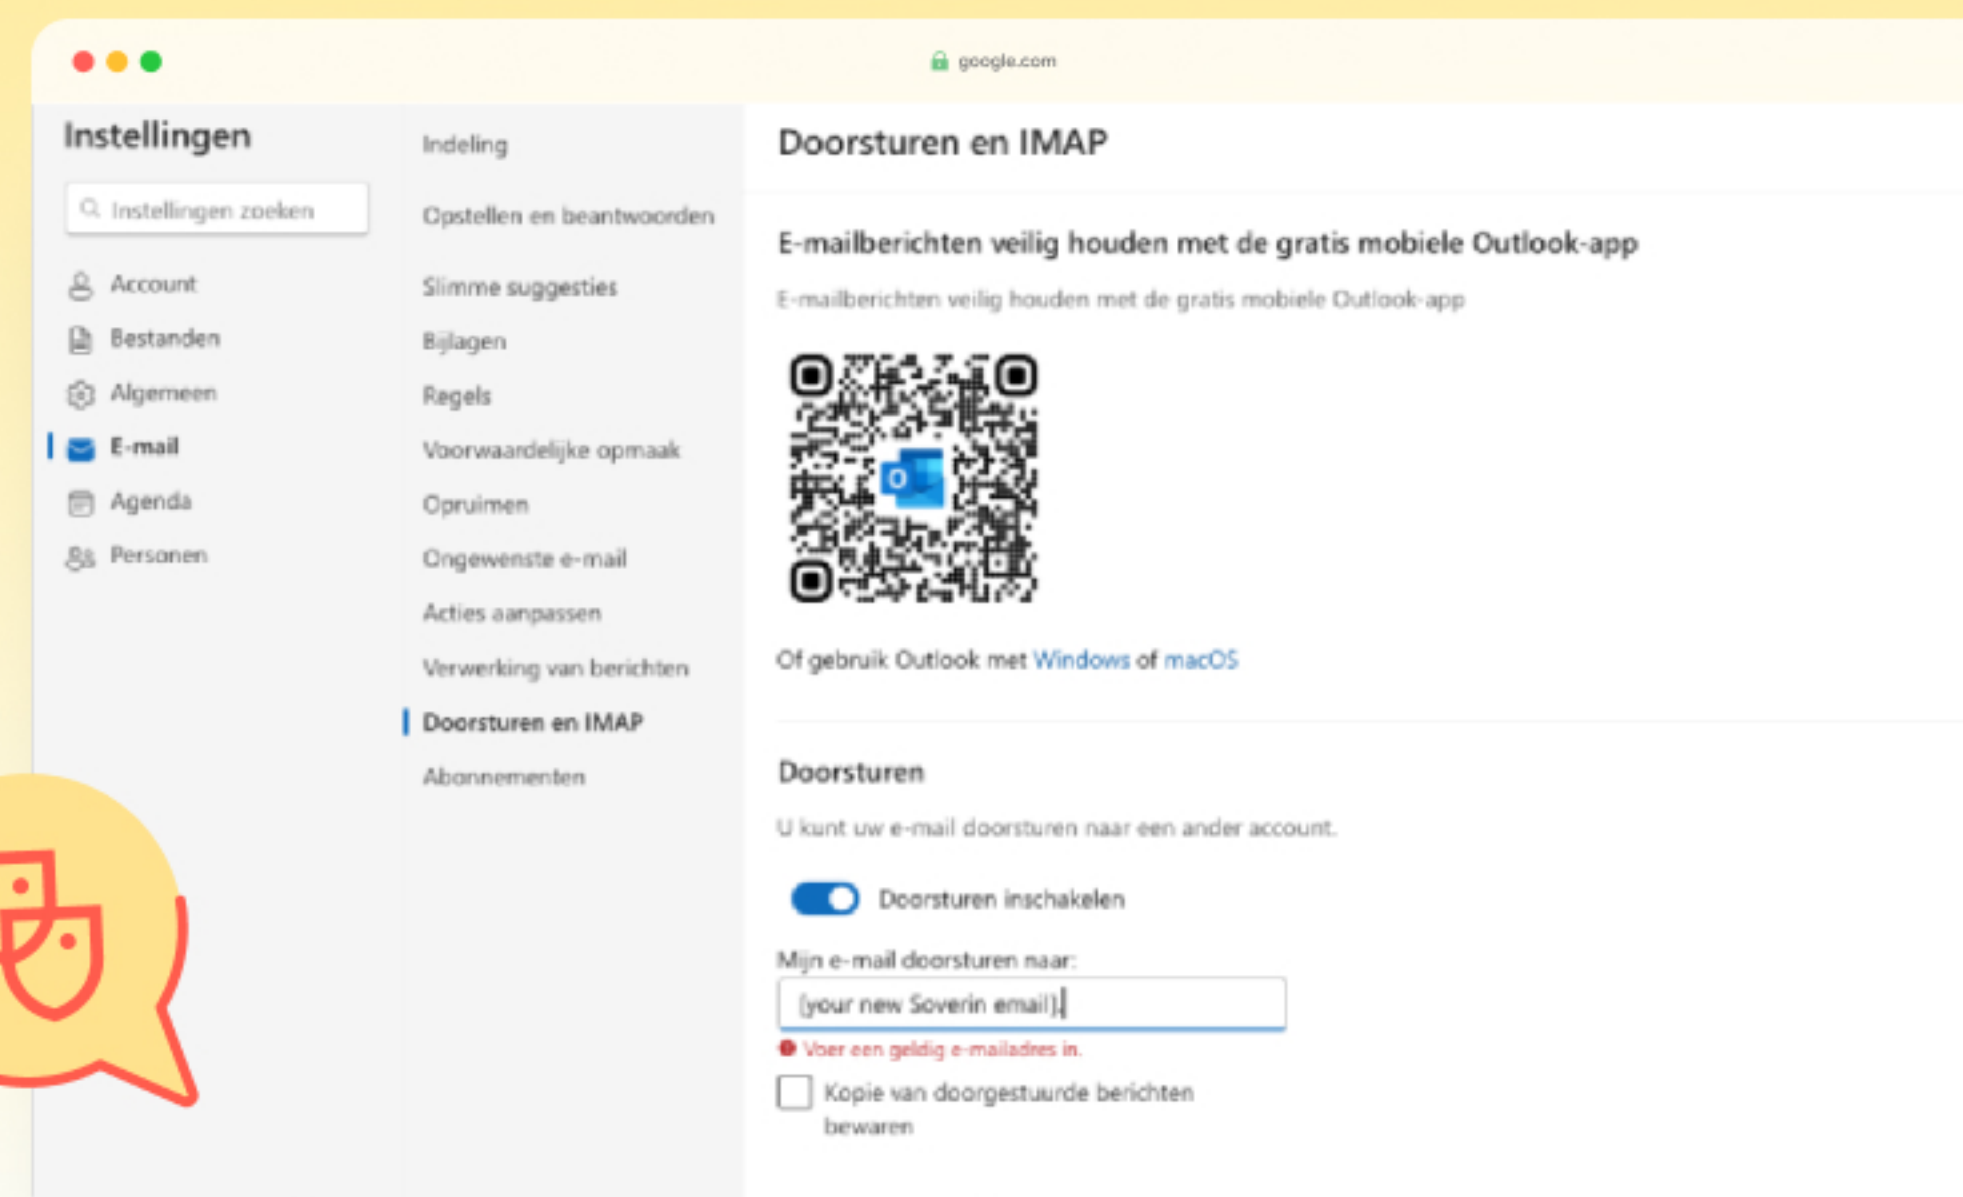 google.com
Instellingen
Instellingen zoeken
Account
Bestanden
Algemeen
E-mail
Agenda
Personen
Indeling
Opstellen en beantwoorden
Slimme suggesties
Bijlagen
Regels
Voorwaardelijke opmaak
Opruimen
Ongewenste e-mail
Acties aanpassen
Verwerking van berichten
Doorsturen en IMAP
Abonnementen
Doorsturen en IMAP
E-mailberichten veilig houden met de gratis mobiele Outlook-app
E-mailberichten veilig houden met de gratis mobiele Outlook-app
Of gebruik Outlook met Windows of macOS
Doorsturen
U kunt uw e-mail doorsturen naar een ander account.
Doorsturen inschakelen
Mijn e-mail doorsturen naar:
[your new Soverin email].
Voer een geldig e-mailadres in.
Kopie van doorgestuurde berichten
bewaren